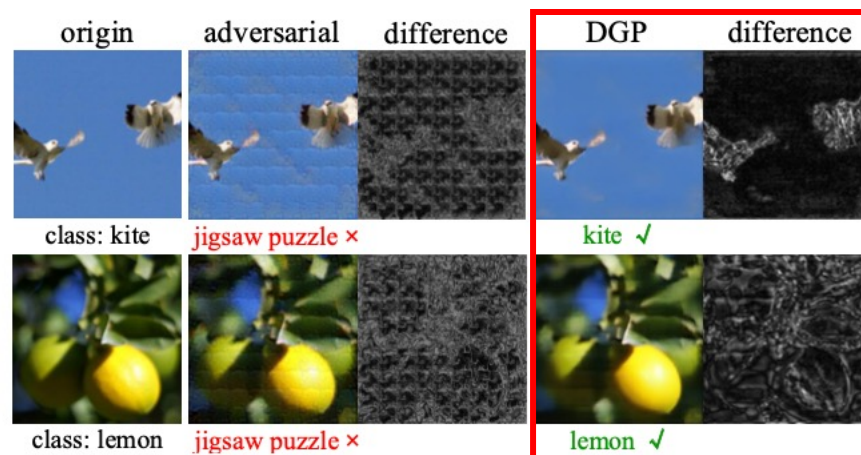 origin adversarial difference DGP difference
class: kite jigsaw puzzle × kite ✓
class: lemon jigsaw puzzle × lemon ✓